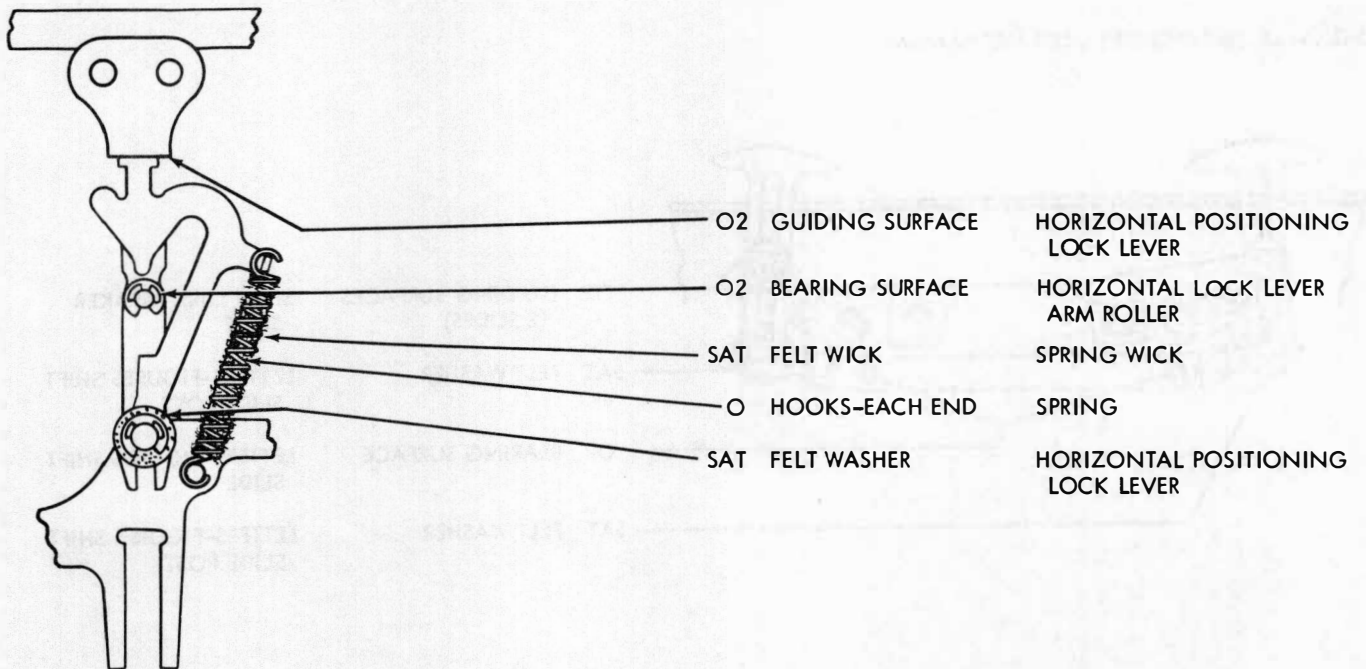 O2 GUIDING SURFACE HORIZONTAL POSITIONING
LOCK LEVER
O2 BEARING SURFACE HORIZONTAL LOCK LEVER
ARM ROLLER
SAT FELT WICK SPRING WICK
O HOOKS-EACH END SPRING
SAT FELT WASHER HORIZONTAL POSITIONING
LOCK LEVER